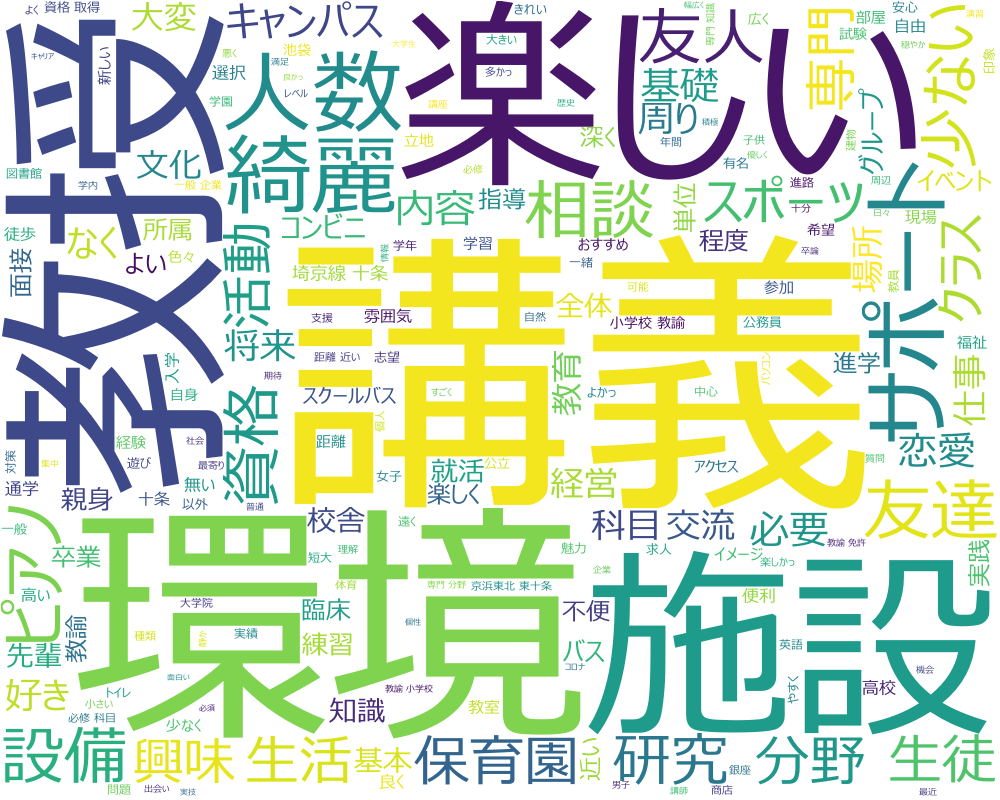 よく
資格 取得
大変
キャンパス
きれい
楽しい
友人
幅広く
専門 知識
広く
安心
部屋
自由
演習
試験
穏やか
キャリア
新しい
悪く
池袋
満足
大学生
大きい
選択
良かっ
多かっ
人数
基礎
専門
少ない
印象
教授
学園
レベル
講座
歴史
周り
積極
グループ
建物
図書館
学内
文化
綺麗
立地
必修
深く
年間
子供
優しく
有名
周辺
イベント
一般 企業
内容
指導
相談
単位
スポーツ
進路
十分
日々
現場
徒歩
なく
所属
コンビニ
よい
色々
学年
学習
おすすめ
程度
希望
卒論
場所
教員
サポート
クラス
面接
活動
埼京線 十条
情報
講義
一緒
全体
可能
参加
雰囲気
支援
自然
小学校 教諭
公務員
福祉
将来
距離 近い
志望
進学
仕事
入学
自身
期待
スクールバス
個人
すごく
教育
よかっ
中心
パソコン
資格
経験
社会
距離
対策
集中
遊び
最寄り
女子
就活
公立
アクセス
質問
恋愛
通学
親身
十条
無い
以外
普通
楽しく
経営
友達
ピアノ
一般
校舎
遠く
科目
交流
必要
教諭 免許
卒業
短大
理解
魅力
求人
イメージ
楽しかっ
実践
環境
高い
体育
専門 分野
京浜東北 東十条
企業
施設
便利
大学院
臨床
不便
先輩
教諭
種類
静か
実績
練習
個性
バス
コロナ
英語
機会
好き
トイレ
面白い
必須
教諭 小学校
やすく
高校
必修 科目
小さい
少なく
知識
教室
設備
興味
生活
基本
保育園
近い
研究
銀座
分野
生徒
問題
出会い
実技
良く
男子
講師
商店
最近